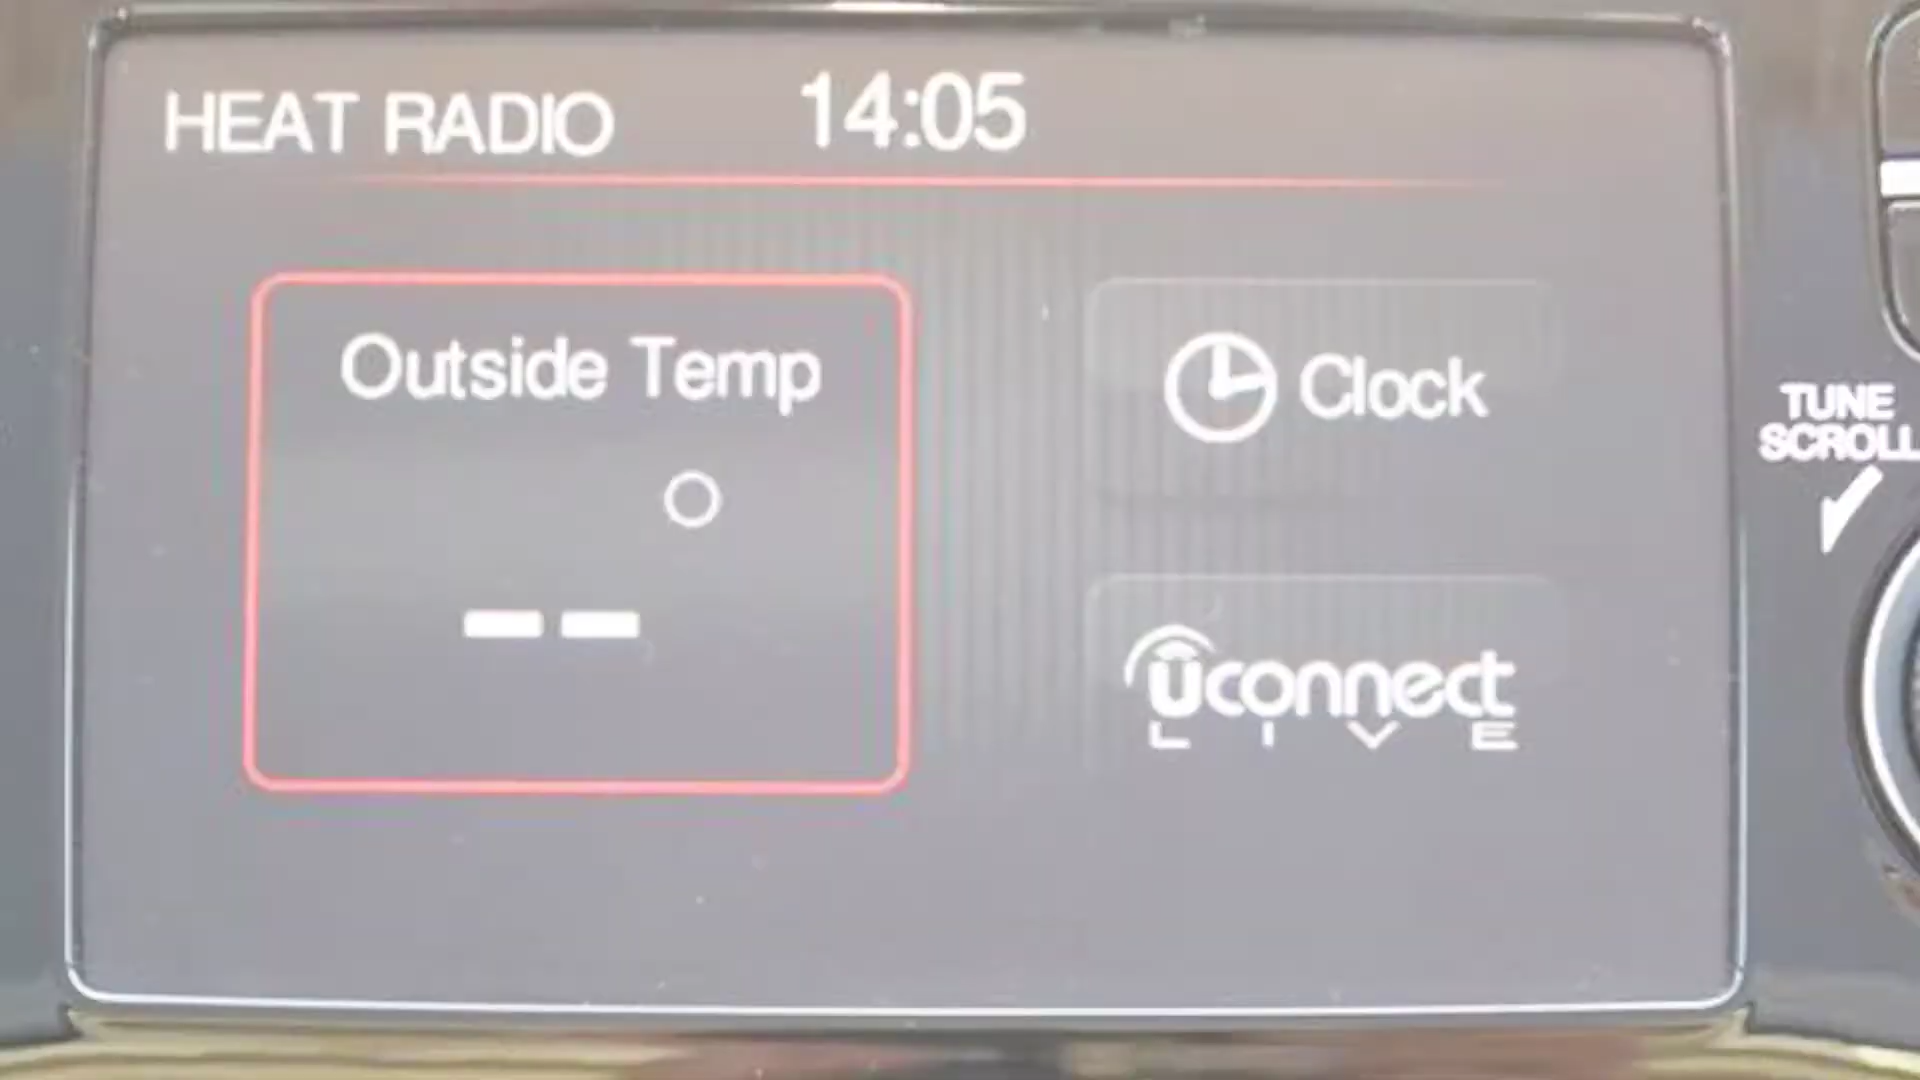 HEAT RADIO
14:05
Outside Temp
--°
Clock
uconnect
LIVE
TUNE
SCROLL